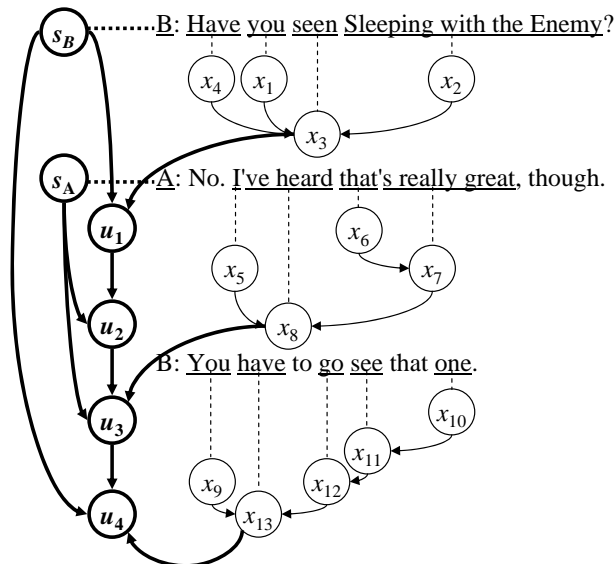 s_B B: Have you seen Sleeping with the Enemy?
x_4 x_1 x_2
x_3
s_A A: No. I've heard that's really great, though.
u_1 x_6
x_5 x_7
u_2 x_8
B: You have to go see that one.
u_3 x_10
x_11
x_9 x_12
u_4 x_13